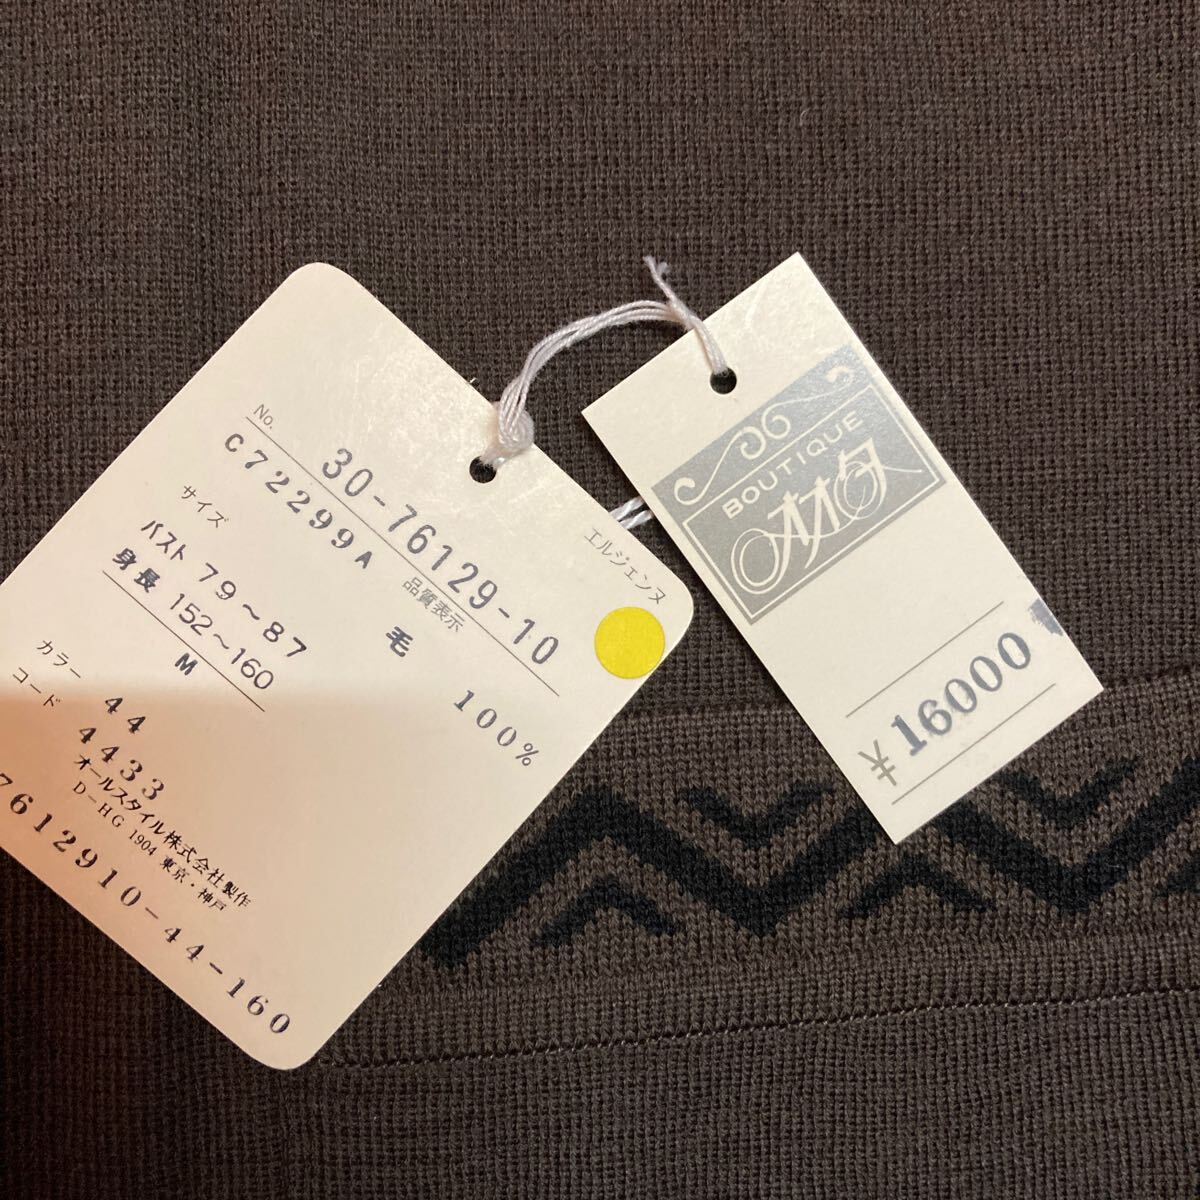 No.
30-76129-10
C72299A
エルジェンヌ
サイズ
バスト 79~87
身長 152~160
M
品質表示
毛 100%
カラー 44
コード 4433
オールスタイル株式会社製作
D-HG 1904 東京・神戸
7612910-44-160
BOUTIQUE
¥16000